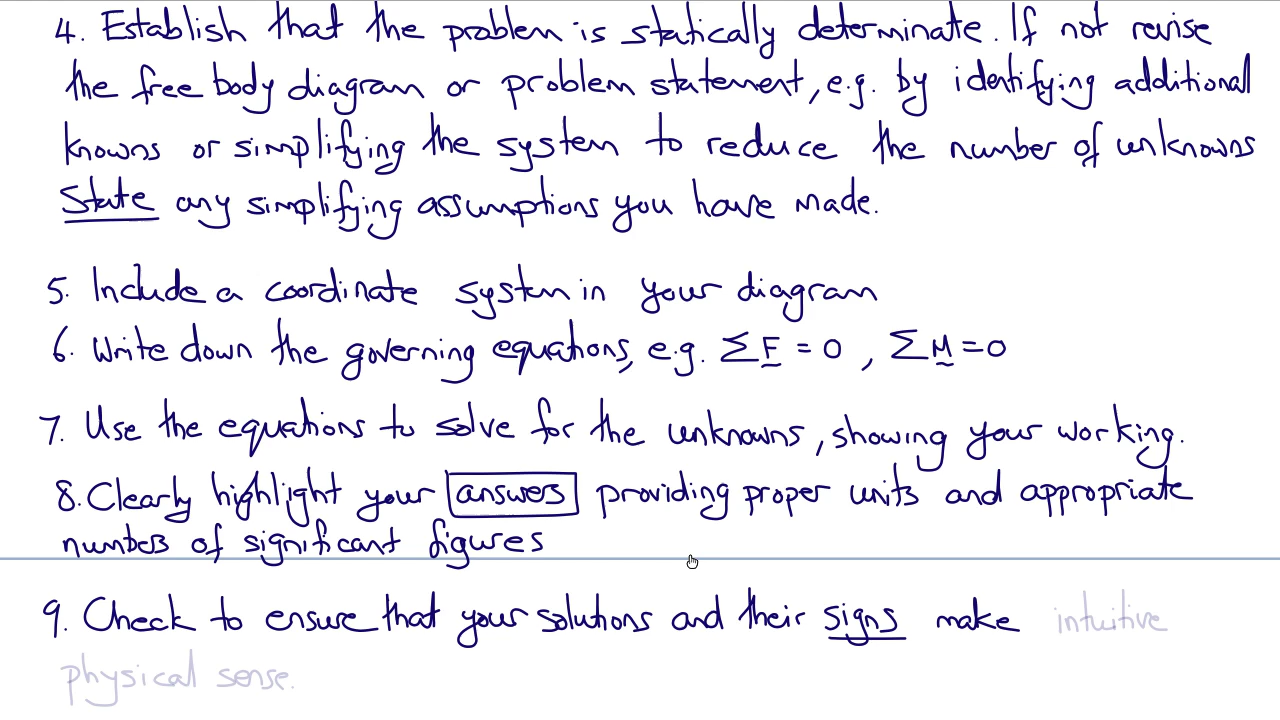 4. Establish that the problem is statically determinate. If not revise
the free body diagram or problem statement, e.g. by identifying additional
knowns or simplifying the system to reduce the number of unknowns
State any simplifying assumptions you have made.
5. Include a coordinate system in your diagram
6. Write down the governing equations, e.g. ΣF = 0, ΣM = 0
7. Use the equations to solve for the unknowns, showing your working.
8. Clearly highlight your answers providing proper units and appropriate
numbers of significant figures
9. Check to ensure that your solutions and their signs make intuitive
physical sense.